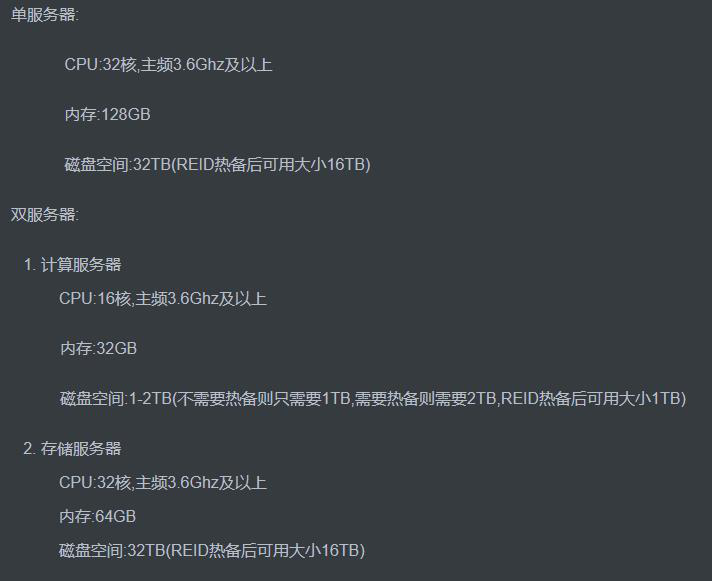 单服务器:
CPU:32核,主频3.6Ghz及以上
内存:128GB
磁盘空间:32TB(REID热备后可用大小16TB)
双服务器:
1. 计算服务器
CPU:16核,主频3.6Ghz及以上
内存:32GB
磁盘空间:1-2TB(不需要热备则只需要1TB,需要热备则需要2TB,REID热备后可用大小1TB)
2. 存储服务器
CPU:32核,主频3.6Ghz及以上
内存:64GB
磁盘空间:32TB(REID热备后可用大小16TB)